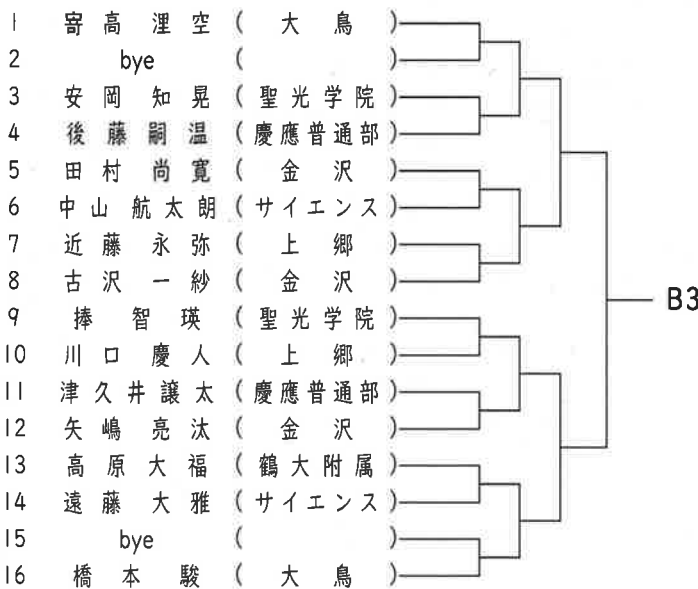 1 寄高浬空 ( 大鳥 )
2 bye ( )
3 安岡知晃 ( 聖光学院 )
4 後藤嗣温 ( 慶應普通部 )
5 田村尚寛 ( 金沢 )
6 中山航太朗 ( サイエンス )
7 近藤永弥 ( 上郷 )
8 古沢一紗 ( 金沢 )
9 捧智瑛 ( 聖光学院 )
10 川口慶人 ( 上郷 )
11 津久井譲太 ( 慶應普通部 )
12 矢嶋亮汰 ( 金沢 )
13 高原大福 ( 鶴大附属 )
14 遠藤大雅 ( サイエンス )
15 bye ( )
16 橋本駿 ( 大鳥 )
B3